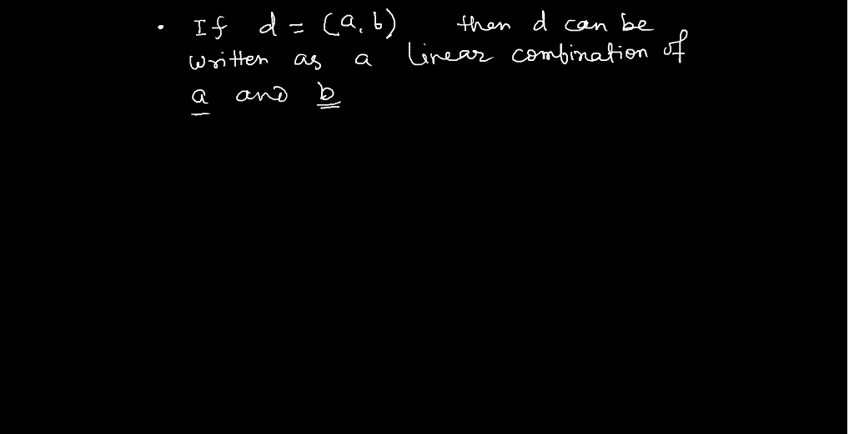 • If d = (a, b) then d can be
written as a linear combination of
a and b